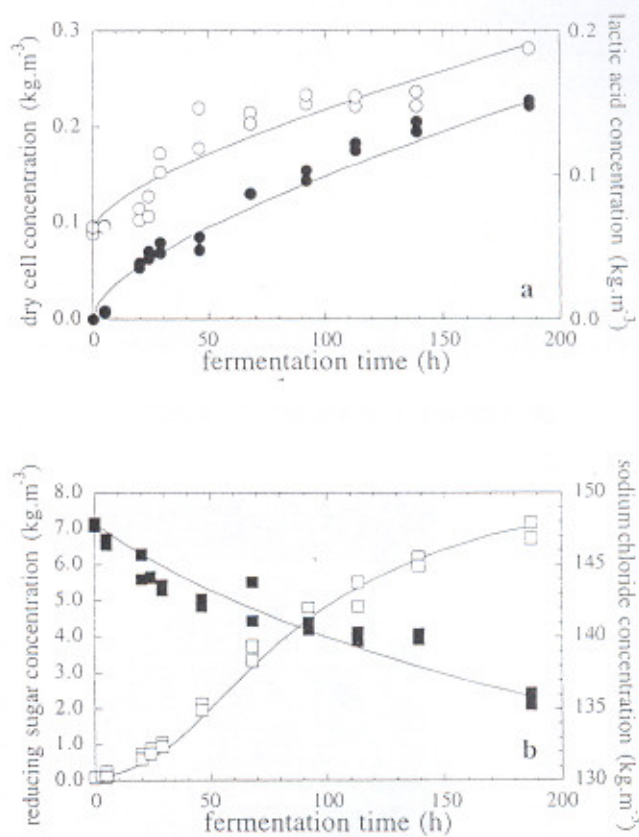 0.3
0.2
0.1
0.0
dry cell concentration (kg.m-3)
0.2
0.1
0.0
lactic acid concentration (kg.m-3)
a
0 50 100 150 200
fermentation time (h)
8.0
7.0
6.0
5.0
4.0
3.0
2.0
1.0
0.0
reducing sugar concentration (kg.m-3)
150
145
140
135
130
sodium chloride concentration (kg.m-3)
b
0 50 100 150 200
fermentation time (h)